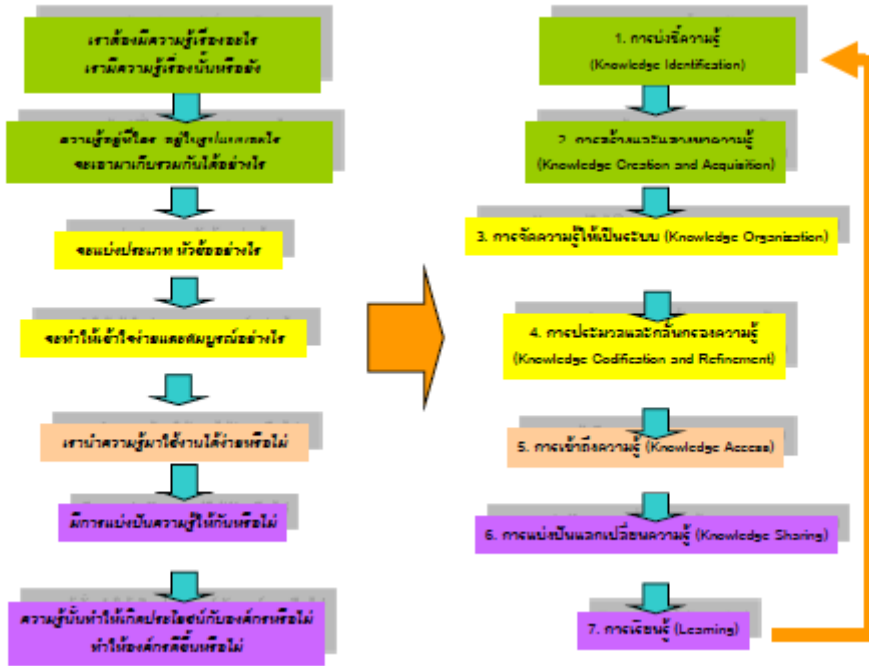 เราต้องมีความรู้เรื่องอะไร
เรามีความรู้เรื่องนั้นหรือยัง
ความรู้อยู่ที่ใคร อยู่ในรูปแบบอะไร
จะเอามาเก็บรวมกันได้อย่างไร
จะแบ่งประเภท หัวข้ออย่างไร
จะทำให้เข้าใจง่ายและสมบูรณ์อย่างไร
เรานำความรู้มาใช้งานได้ง่ายหรือไม่
มีการแบ่งปันความรู้ให้กันหรือไม่
ความรู้นั้นทำให้เกิดประโยชน์กับองค์กรหรือไม่
ทำให้องค์กรดีขึ้นหรือไม่
1. การบ่งชี้ความรู้
(Knowledge Identification)
2. การสร้างและแสวงหาความรู้
(Knowledge Creation and Acquisition)
3. การจัดความรู้ให้เป็นระบบ (Knowledge Organization)
4. การประมวลและกลั่นกรองความรู้
(Knowledge Codification and Refinement)
5. การเข้าถึงความรู้ (Knowledge Access)
6. การแบ่งปันแลกเปลี่ยนความรู้ (Knowledge Sharing)
7. การเรียนรู้ (Learning)